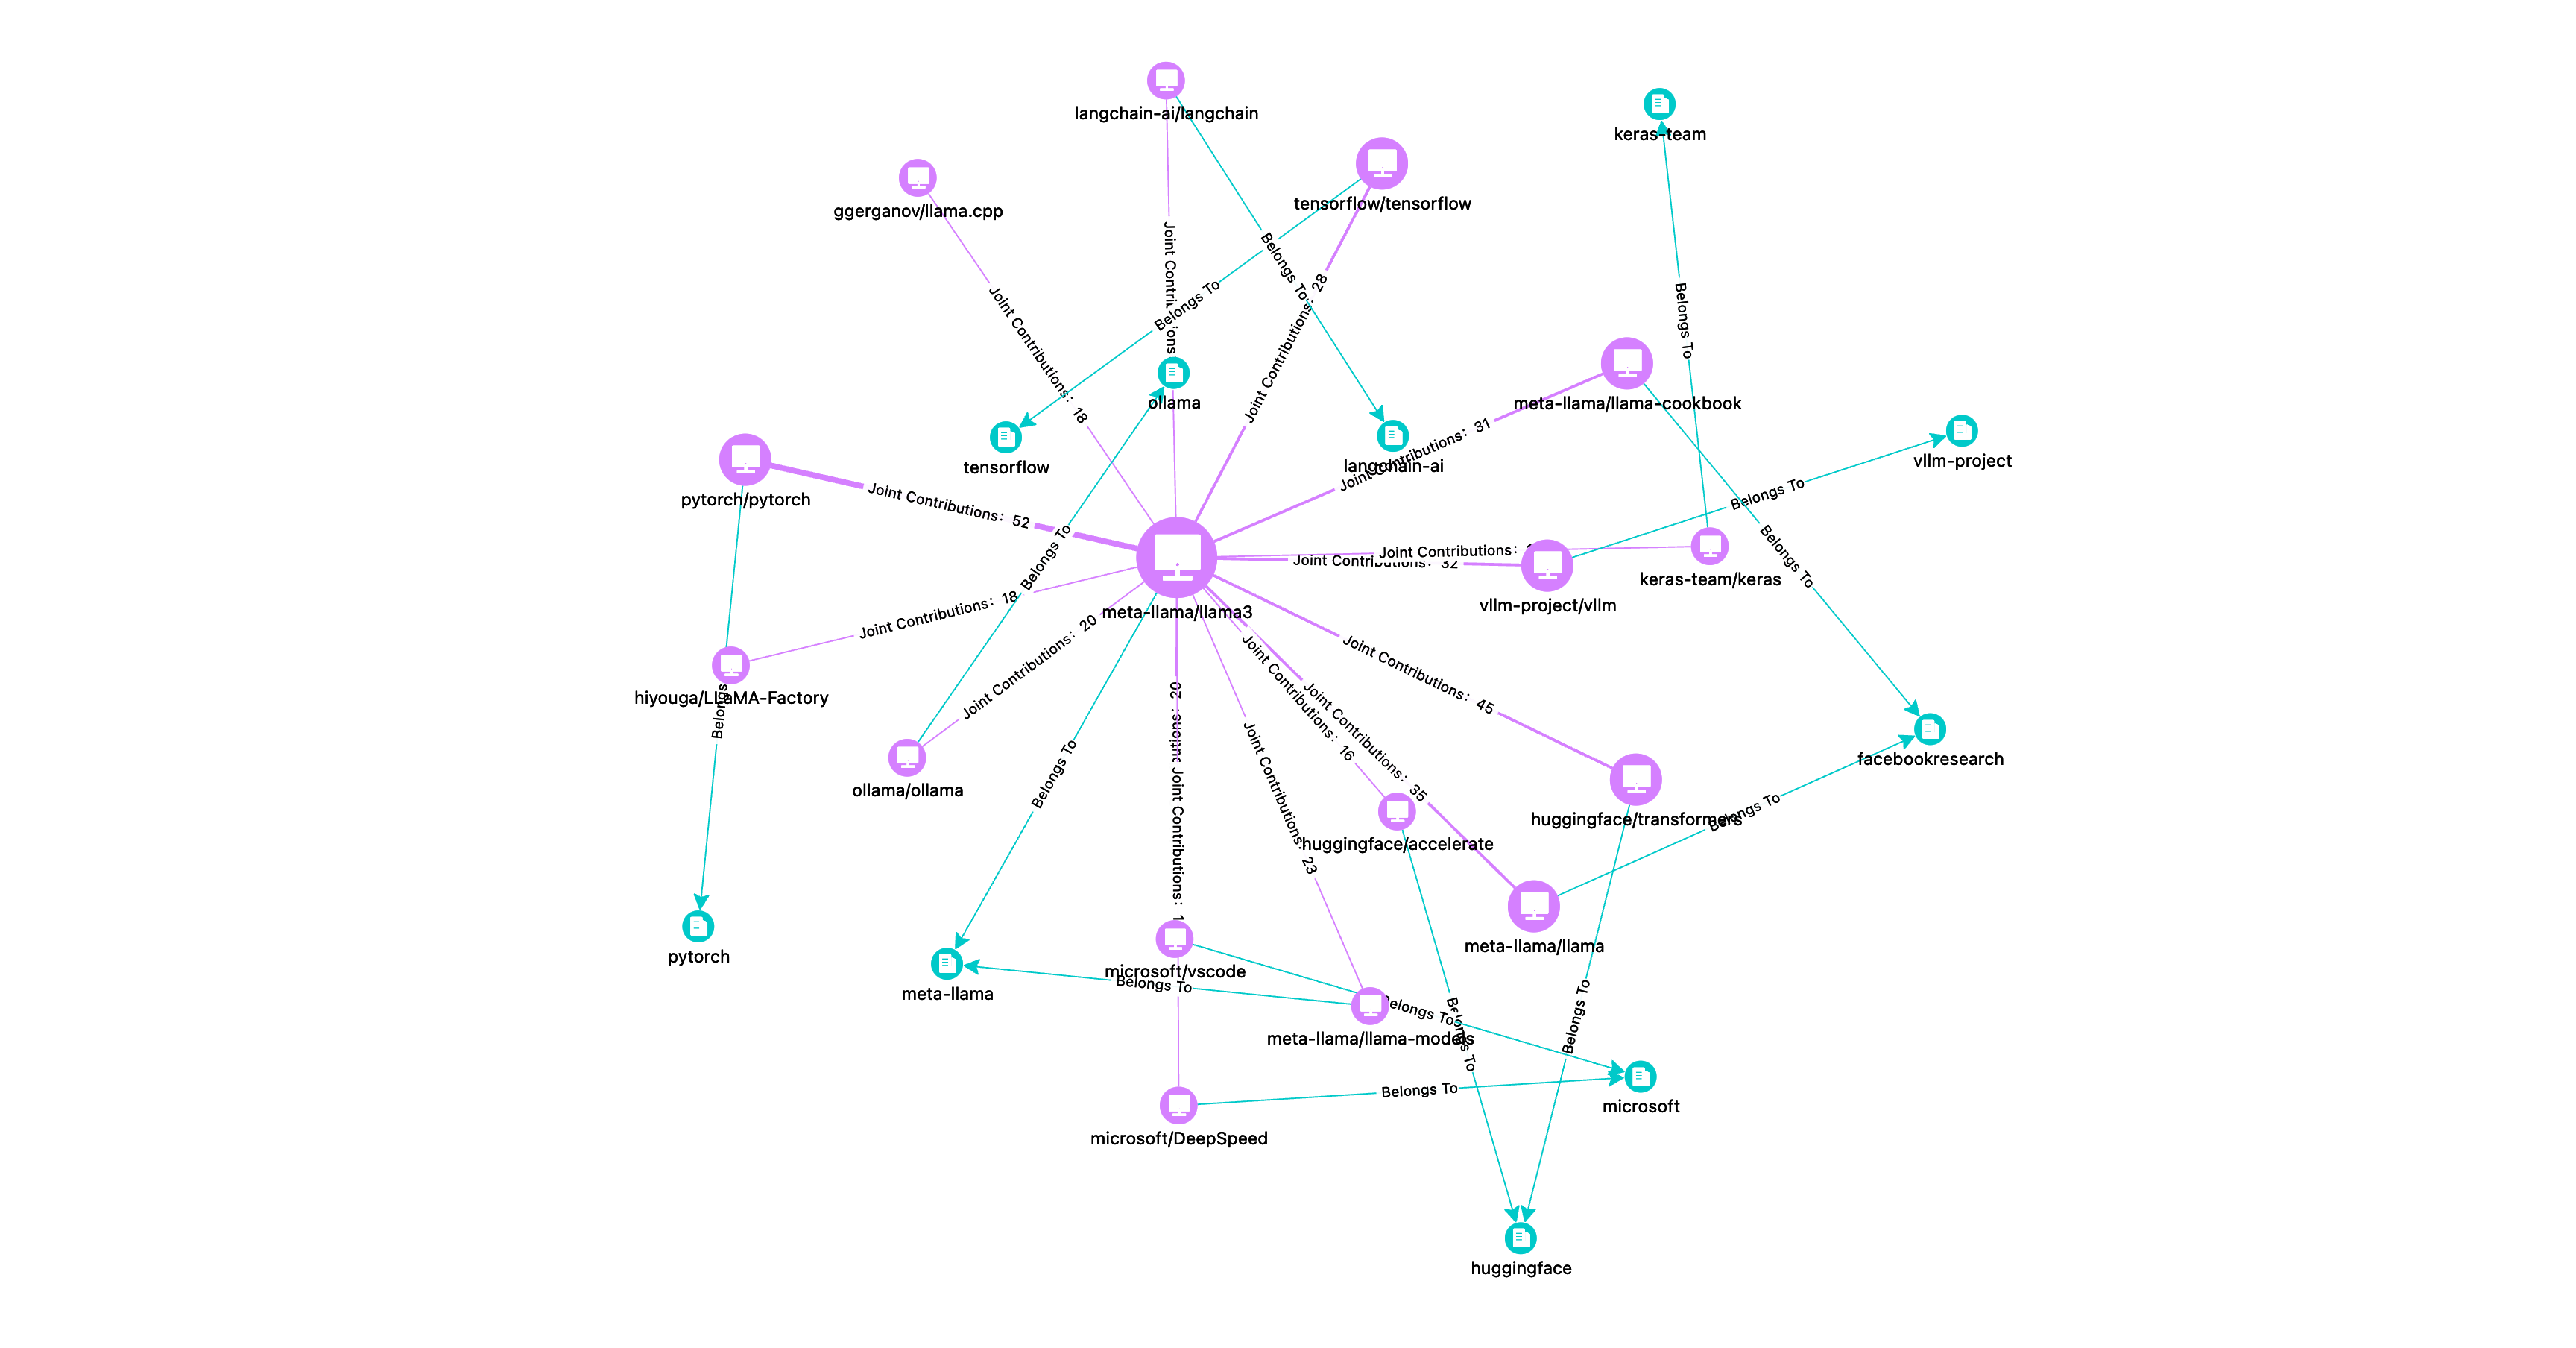 langchain-ai/langchain
keras-team
tensorflow/tensorflow
ggerganov/llama.cpp
Belongs To
Belongs To
Belongs To
Joint Contributions: 28
Joint Contributions: 18
ollama
meta-llama/llama-cookbook
Joint Contributions: 31
tensorflow
langchain-ai
vllm-project
Belongs To
pytorch/pytorch
Joint Contributions: 52
Belongs To
Belongs To
Joint Contributions:
Joint Contributions: 32
keras-team/keras
vllm-project/vllm
meta-llama/llama3
Joint Contributions: 18
Joint Contributions: 20
Joint Contributions: 45
Joint Contributions: 16
Joint Contributions: 35
hiyouga/LLaMA-Factory
Belongs
Belongs To
ollama/ollama
Joint Contributions: 23
Joint Contributions: 1
20
facebookresearch
Belongs To
huggingface/transformers
huggingface/accelerate
meta-llama/llama
pytorch
meta-llama
microsoft/vscode
Belongs To
Belongs To
Belongs To
Belongs To
meta-llama/llama-models
Belongs To
microsoft
microsoft/DeepSpeed
huggingface